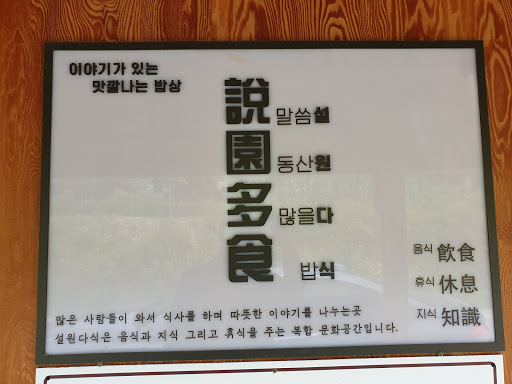 이야기가 있는
맛깔나는 밥상
說 말씀설
園 동산원
多 많을다
食 밥식
음식 飮食
휴식 休息
지식 知識
많은 사람들이 와서 식사를 하며 따뜻한 이야기를 나누는곳
설원다식은 음식과 지식 그리고 휴식을 주는 복합 문화공간입니다.